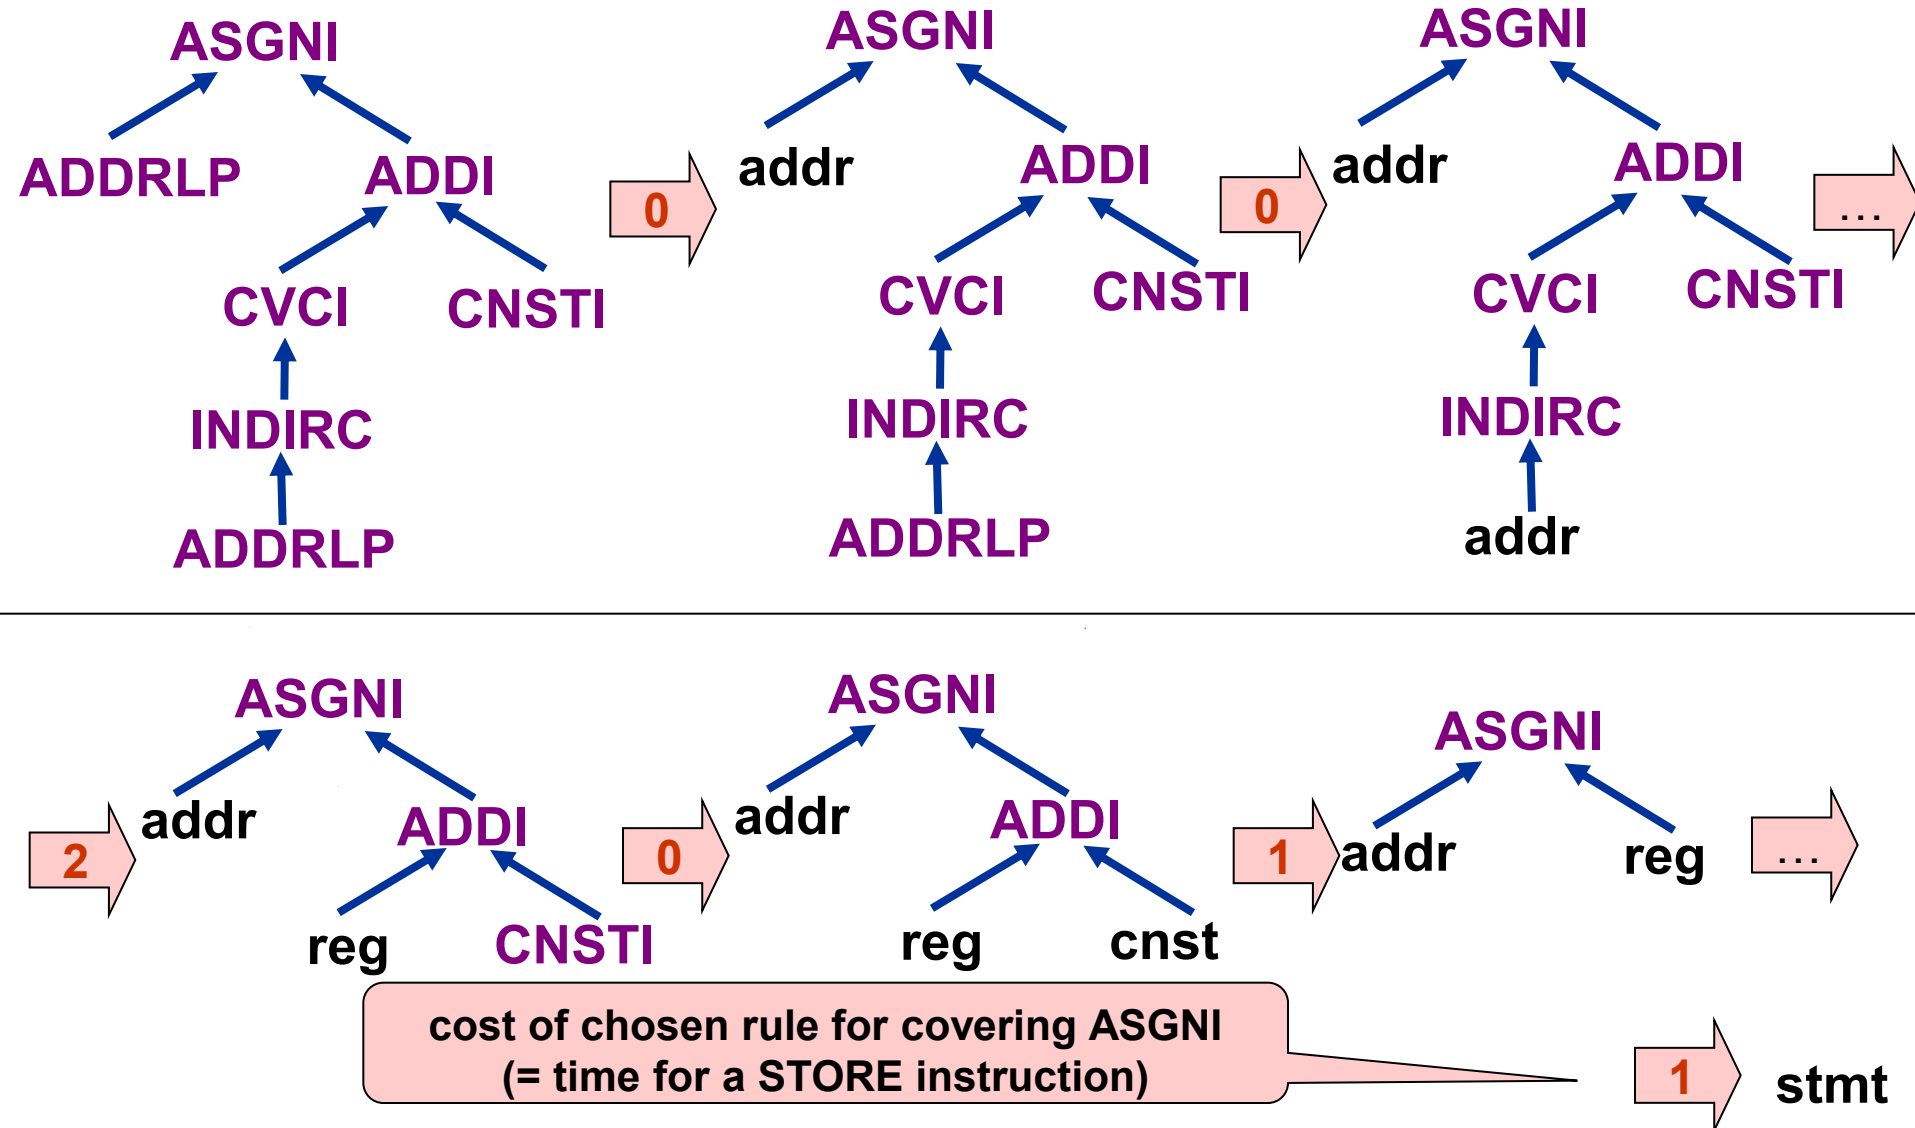 ASGNI
ASGNI
ASGNI
ADDRLP
ADDI
0
addr
ADDI
0
addr
ADDI
...
CVCI
CNSTI
CVCI
CNSTI
CVCI
CNSTI
INDIRC
INDIRC
INDIRC
ADDRLP
ADDRLP
addr
ASGNI
ASGNI
ASGNI
2
addr
ADDI
0
addr
ADDI
1
addr
reg
...
reg
CNSTI
reg
cnst
cost of chosen rule for covering ASGNI
(= time for a STORE instruction)
1
stmt